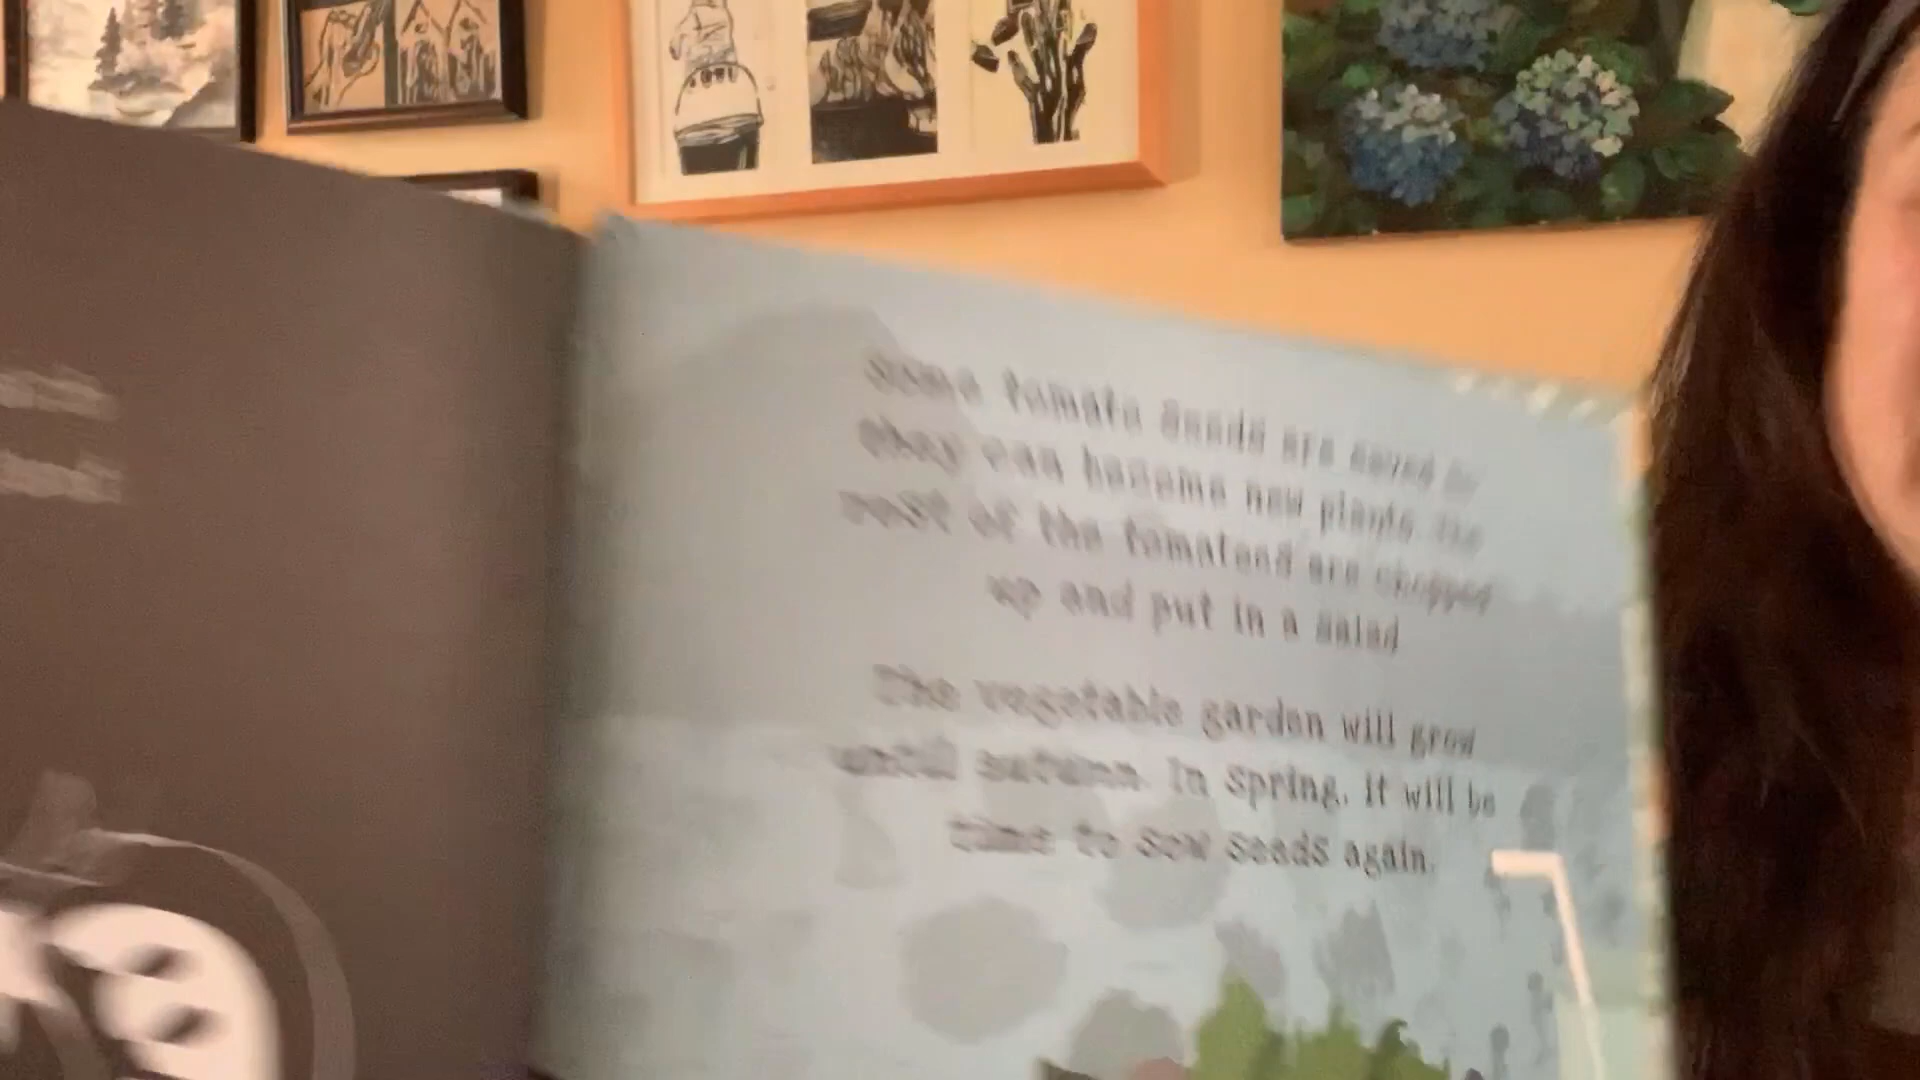 Some tomato seeds are saved so
they can become new plants. The
rest of the tomatoes are chopped
up and put in a salad
The vegetable garden will grow
until autumn. In spring, it will be
time to sow seeds again.